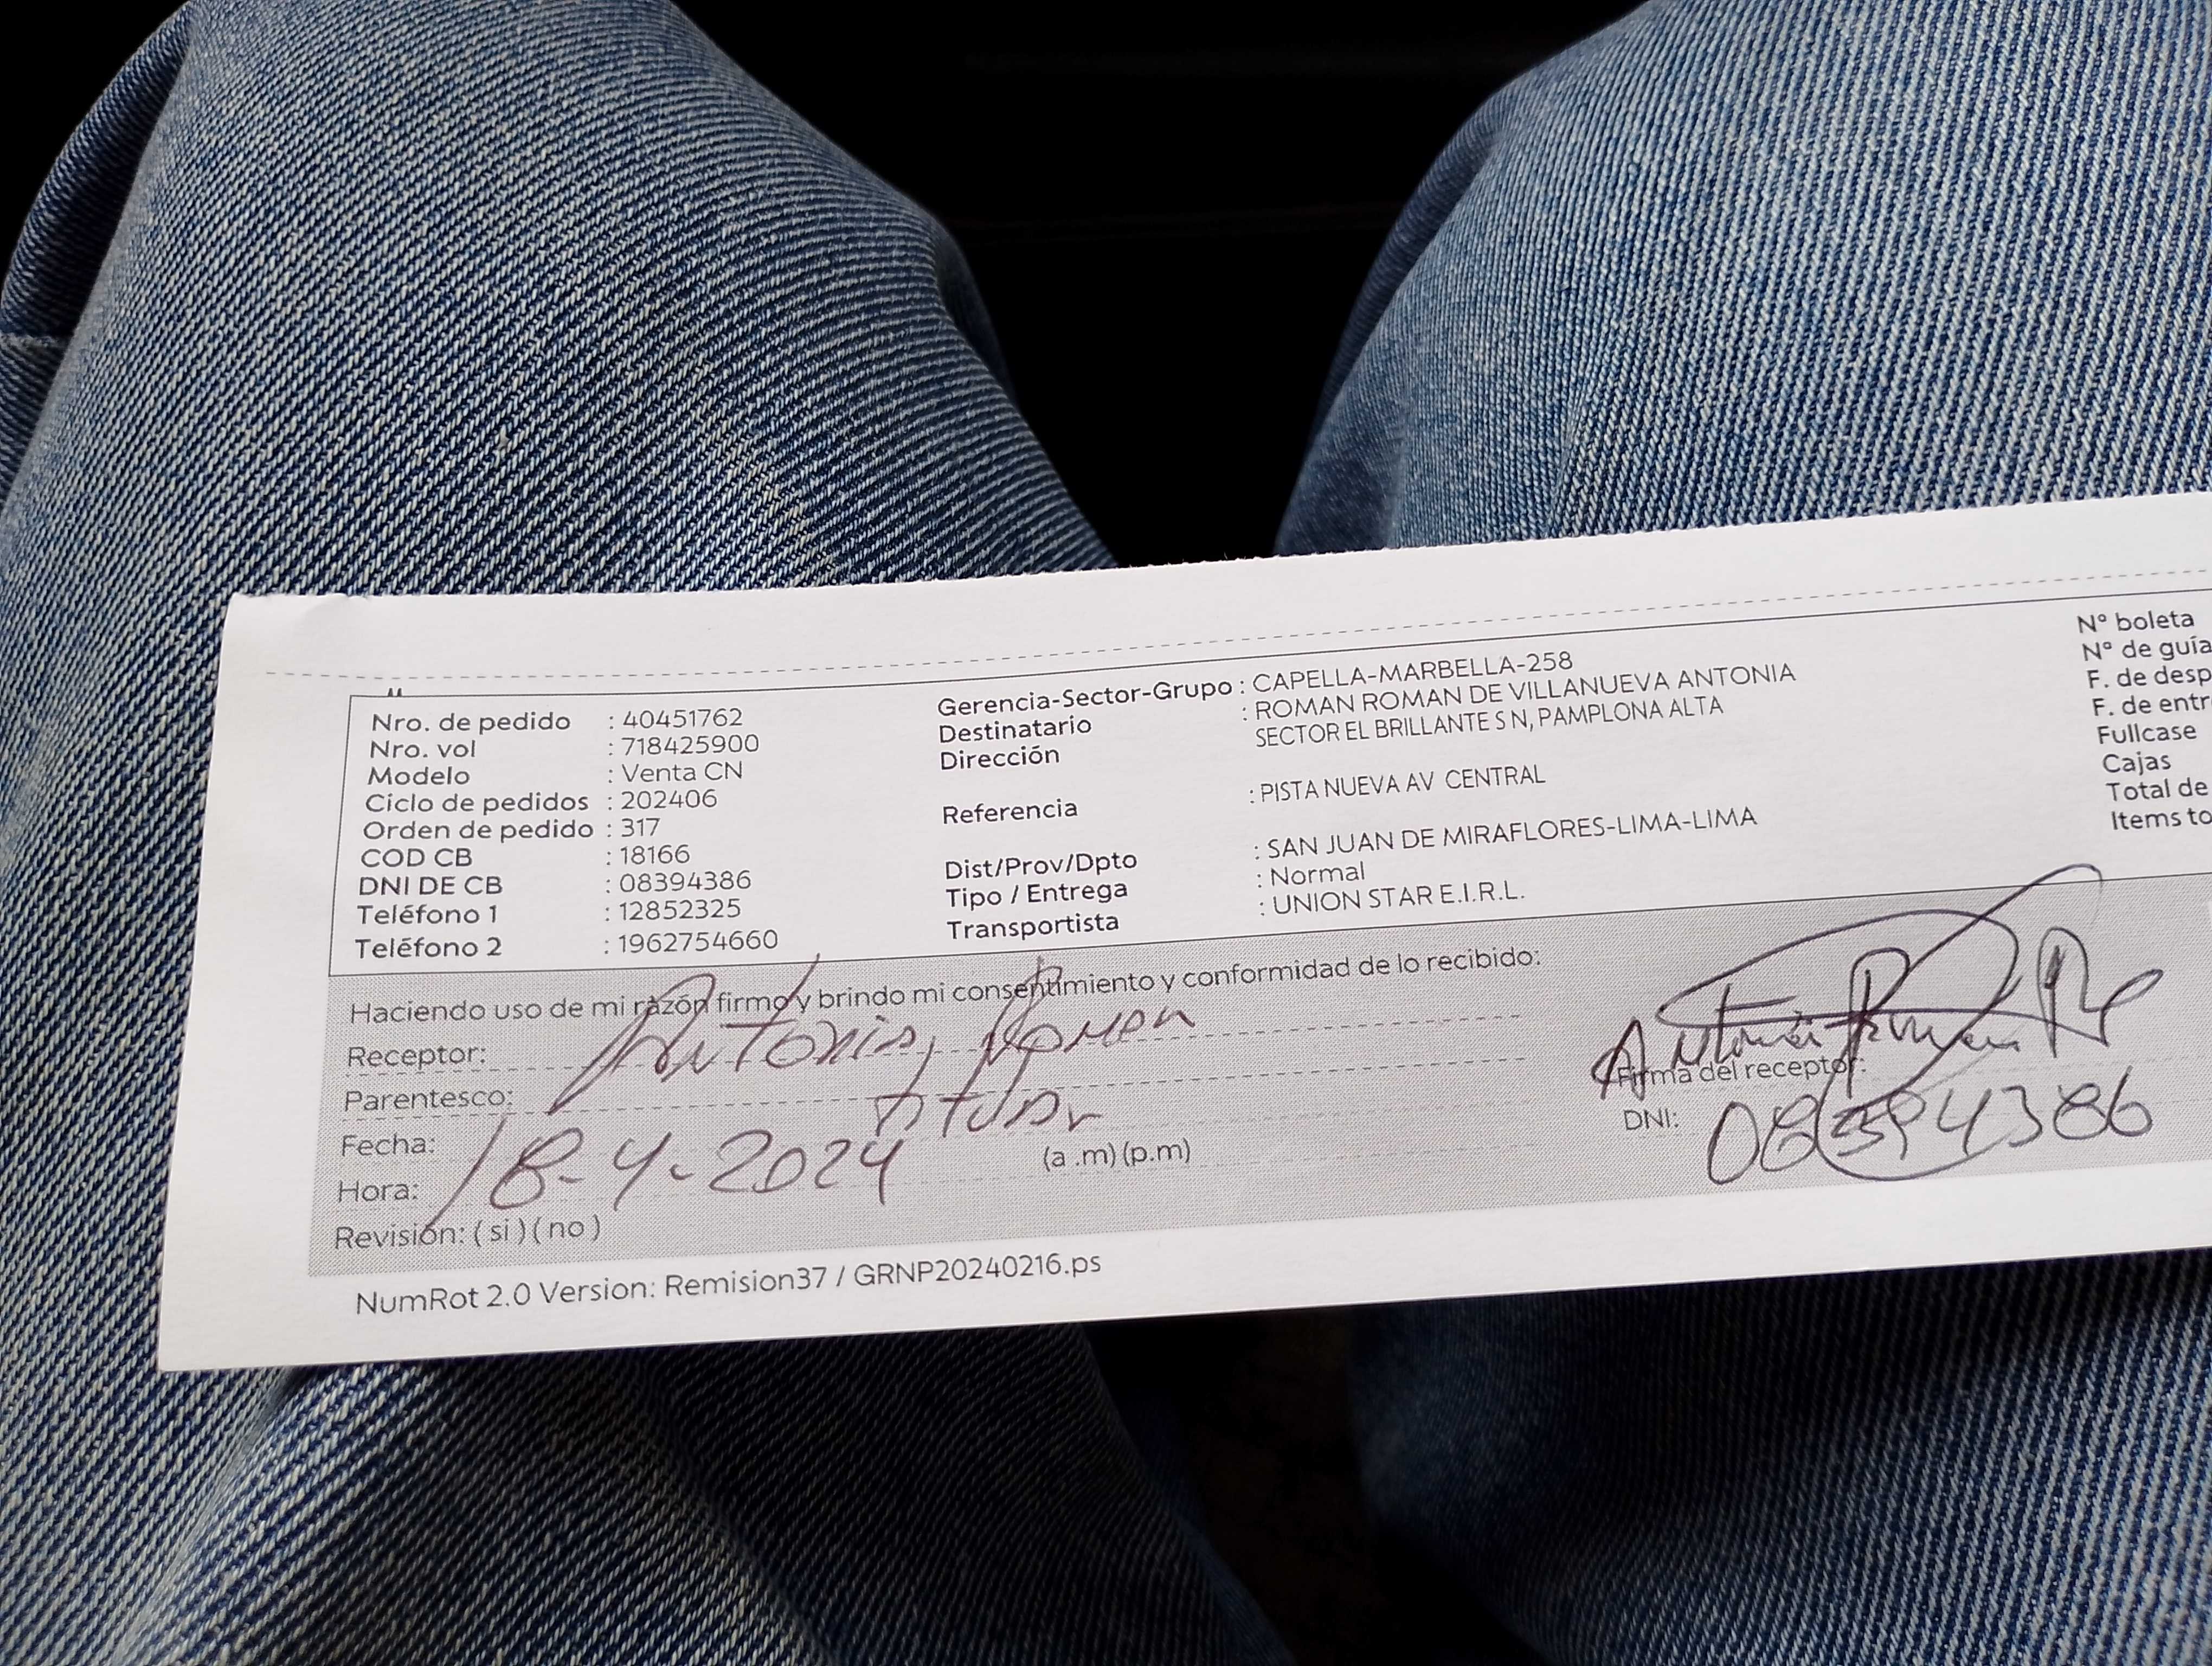 Nro. de pedido : 40451762
Nro. vol : 718425900
Modelo : Venta CN
Ciclo de pedidos : 202406
Orden de pedido : 317
COD CB : 18166
DNI DE CB : 08394386
Teléfono 1 : 12852325
Teléfono 2 : 1962754660
Gerencia-Sector-Grupo : CAPELLA-MARBELLA-258
Destinatario : ROMAN ROMAN DE VILLANUEVA ANTONIA
Dirección SECTOR EL BRILLANTE S N, PAMPLONA ALTA
Referencia : PISTA NUEVA AV CENTRAL
Dist/Prov/Dpto : SAN JUAN DE MIRAFLORES-LIMA-LIMA
Tipo / Entrega : Normal
Transportista : UNION STAR E.I.R.L.
N° boleta
N° de guía
F. de desp
F. de entr
Fullcase
Cajas
Total de
Items to
Haciendo uso de mi razón firmo y brindo mi consentimiento y conformidad de lo recibido:
Receptor: Antonia, Roman
Parentesco: titular
Fecha: 18-4-2024
Hora: (a .m) (p.m)
Revisión: ( si ) ( no )
Antonia Roman R
Firma del receptor:
DNI: 08394386
NumRot 2.0 Version: Remision37 / GRNP20240216.ps